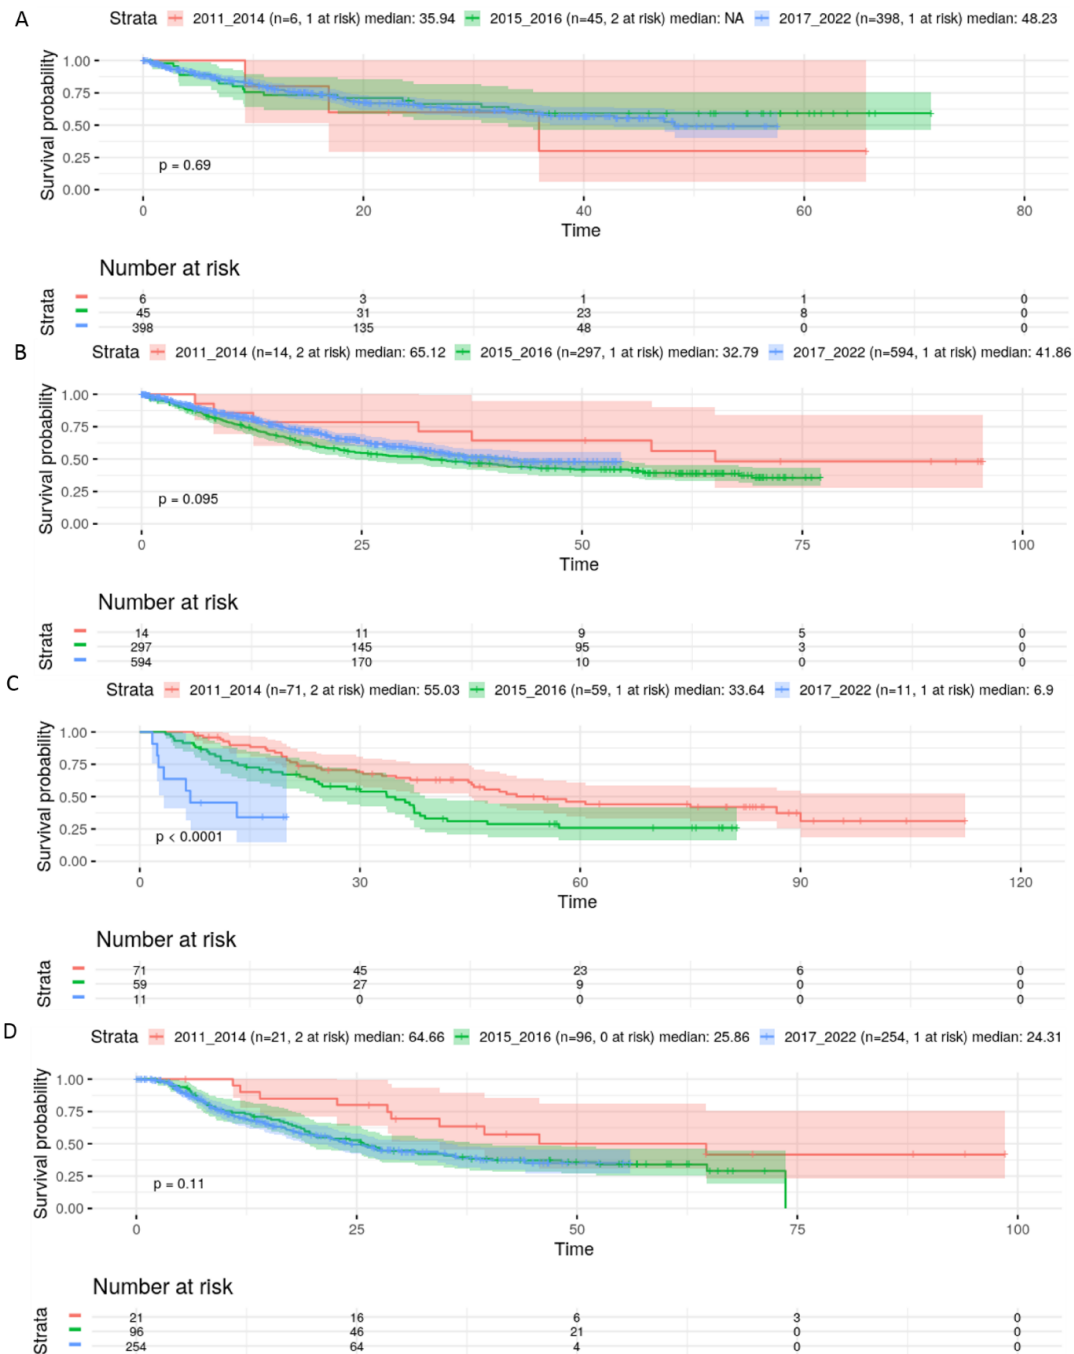 A
Strata 2011_2014 (n=6, 1 at risk) median: 35.94 2015_2016 (n=45, 2 at risk) median: NA 2017_2022 (n=398, 1 at risk) median: 48.23
Survival probability
1.00
0.75
0.50
0.25
0.00
p = 0.69
0 20 40 60 80
Time
Number at risk
Strata
6 3 1 1 0
45 31 23 8 0
398 135 48 0 0
B
Strata 2011_2014 (n=14, 2 at risk) median: 65.12 2015_2016 (n=297, 1 at risk) median: 32.79 2017_2022 (n=594, 1 at risk) median: 41.86
Survival probability
1.00
0.75
0.50
0.25
0.00
p = 0.095
0 25 50 75 100
Time
Number at risk
Strata
14 11 9 5 0
297 145 95 3 0
594 170 10 0 0
C
Strata 2011_2014 (n=71, 2 at risk) median: 55.03 2015_2016 (n=59, 1 at risk) median: 33.64 2017_2022 (n=11, 1 at risk) median: 6.9
Survival probability
1.00
0.75
0.50
0.25
0.00
p < 0.0001
0 30 60 90 120
Time
Number at risk
Strata
71 45 23 6 0
59 27 9 0 0
11 0 0 0 0
D
Strata 2011_2014 (n=21, 2 at risk) median: 64.66 2015_2016 (n=96, 0 at risk) median: 25.86 2017_2022 (n=254, 1 at risk) median: 24.31
Survival probability
1.00
0.75
0.50
0.25
0.00
p = 0.11
0 25 50 75 100
Time
Number at risk
Strata
21 16 6 3 0
96 46 21 0 0
254 64 4 0 0